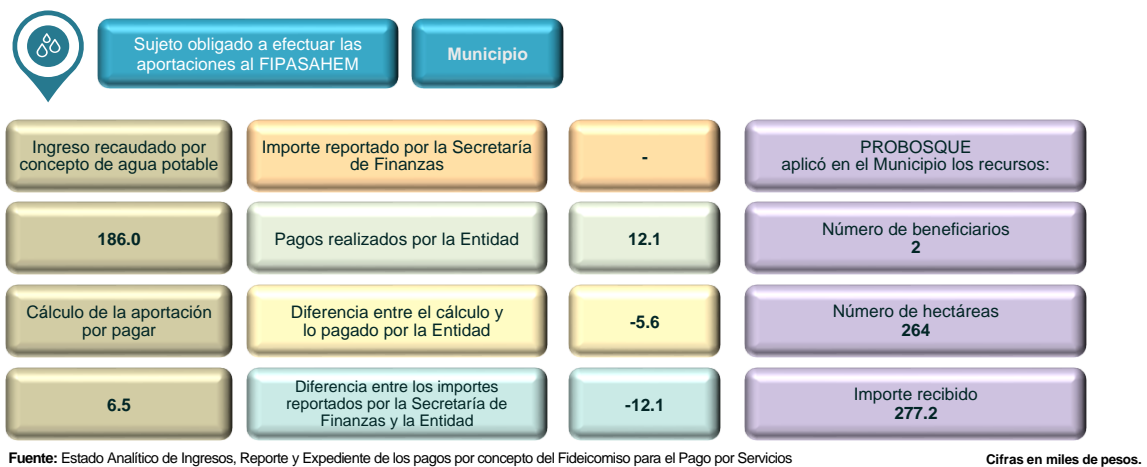 Sujeto obligado a efectuar las
aportaciones al FIPASAHEM
Municipio
Ingreso recaudado por
concepto de agua potable
Importe reportado por la Secretaría
de Finanzas
-
PROBOSQUE
aplicó en el Municipio los recursos:
186.0
Pagos realizados por la Entidad
12.1
Número de beneficiarios
2
Cálculo de la aportación
por pagar
Diferencia entre el cálculo y
lo pagado por la Entidad
-5.6
Número de hectáreas
264
6.5
Diferencia entre los importes
reportados por la Secretaría de
Finanzas y la Entidad
-12.1
Importe recibido
277.2
Fuente: Estado Analítico de Ingresos, Reporte y Expediente de los pagos por concepto del Fideicomiso para el Pago por Servicios
Cifras en miles de pesos.